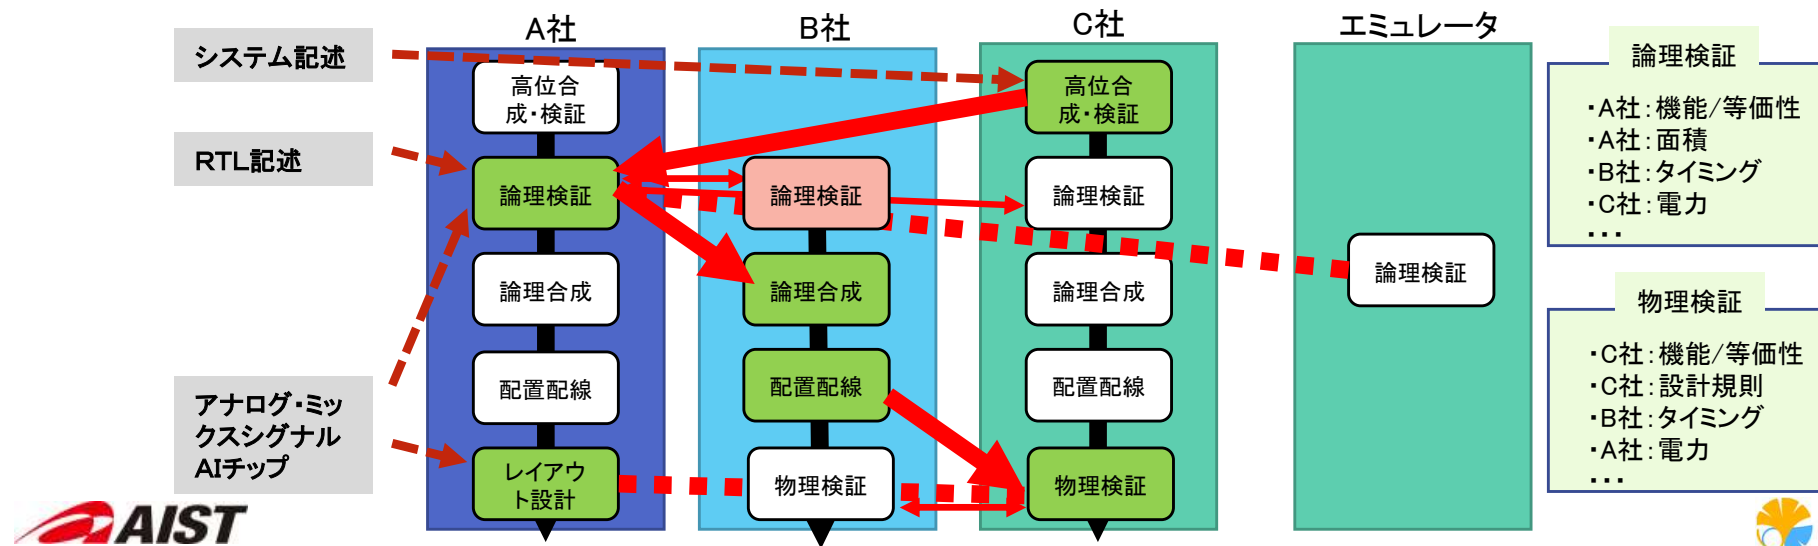 システム記述
RTL記述
アナログ・ミッ
クスシグナル
AIチップ
A社
高位合
成・検証
論理検証
論理合成
配置配線
レイアウ
ト設計
B社
論理検証
論理合成
配置配線
物理検証
C社
高位合
成・検証
論理検証
論理合成
配置配線
物理検証
エミュレータ
論理検証
論理検証
・A社：機能/等価性
・A社：面積
・B社：タイミング
・C社：電力
・・・
物理検証
・C社：機能/等価性
・C社：設計規則
・B社：タイミング
・A社：電力
・・・
AIST